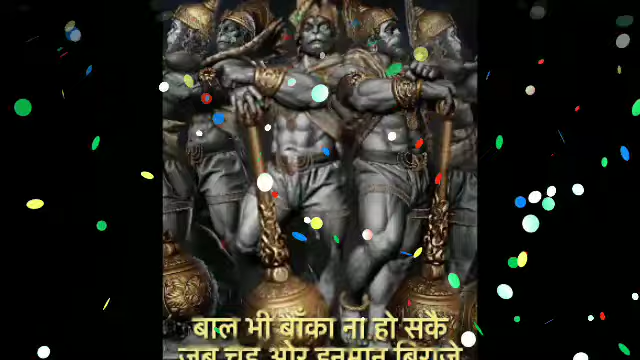 बाल भी बाँका ना हो सकै
जब चहु ओर हनुमान बिराजे